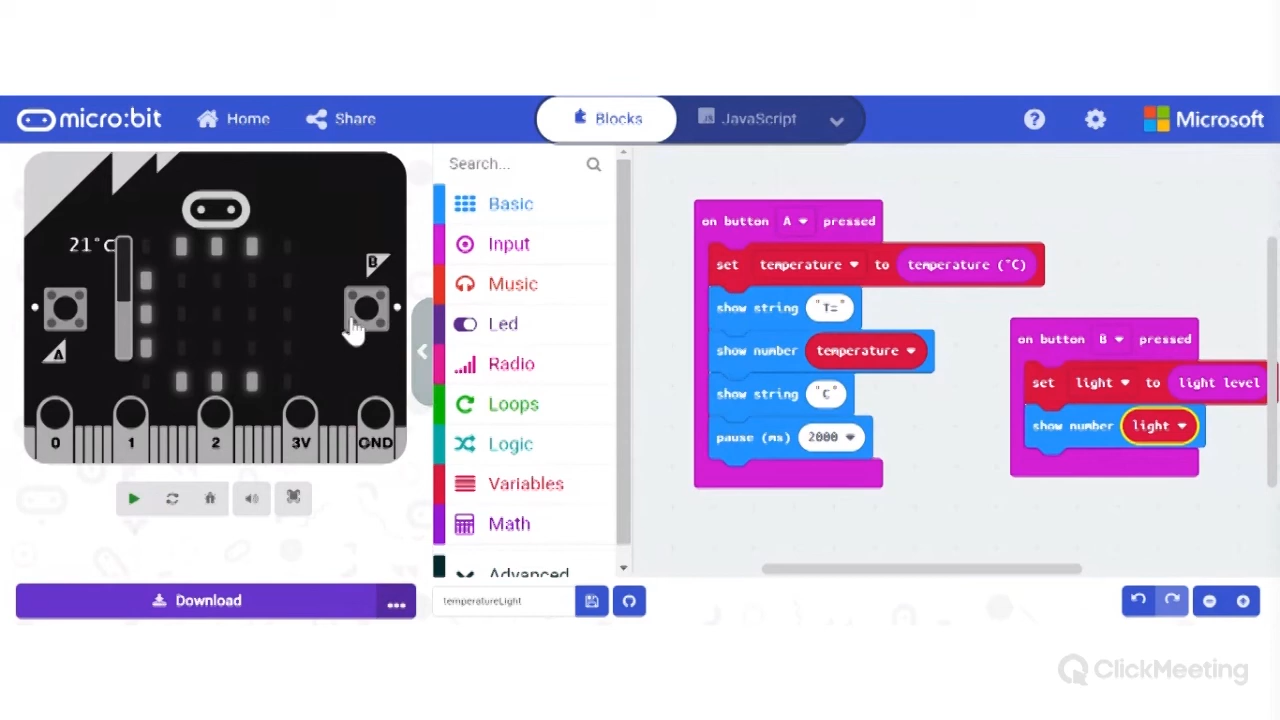 micro:bit Home Share Blocks JavaScript ? Microsoft
21°C
B
A
0 1 2 3V GND
Download ...
Search...
Basic
Input
Music
Led
Radio
Loops
Logic
Variables
Math
Advanced
temperatureLight
on button A pressed
set temperature to temperature (°C)
show string "T="
show number temperature
show string "C"
pause (ms) 2000
on button B pressed
set light to light level
show number light
ClickMeeting